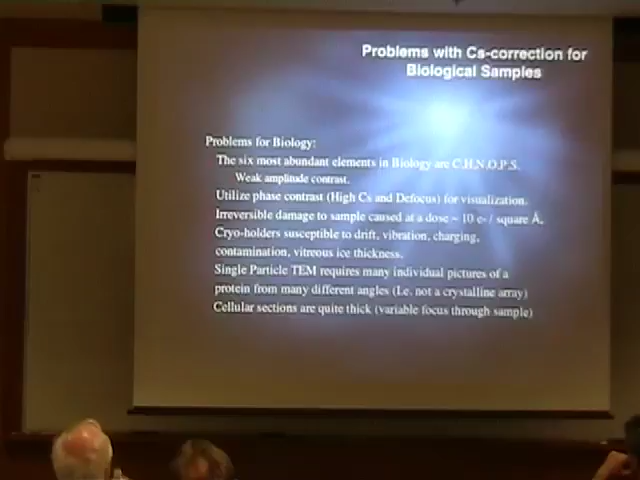 Problems with Cs-correction for
Biological Samples
Problems for Biology:
The six most abundant elements in Biology are C,H,N,O,P,S.
Weak amplitude contrast.
Utilize phase contrast (High Cs and Defocus) for visualization.
Irreversible damage to sample caused at a dose ~ 10 e- / square Å.
Cryo-holders susceptible to drift, vibration, charging,
contamination, vitreous ice thickness.
Single Particle TEM requires many individual pictures of a
protein from many different angles (I.e. not a crystalline array)
Cellular sections are quite thick (variable focus through sample)